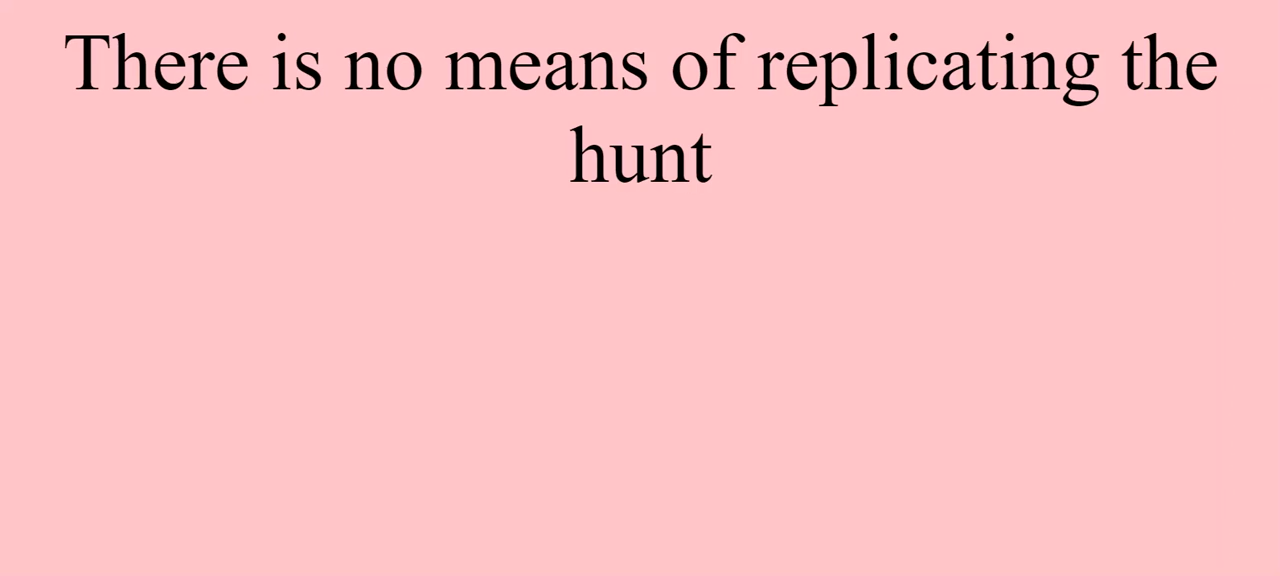 There is no means of replicating the
hunt